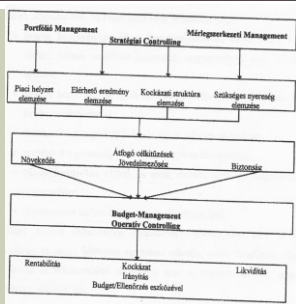 Portfólió Management Mérlegszerkezeti Management
Stratégiai Controlling
Piaci helyzet Elérhető eredmény Kockázati struktúra Szükséges nyereség
elemzése elemzése elemzése elemzése
Átfogó célkitűzések
Növekedés Jövedelmezőség Biztonság
Budget-Management
Operatív Controlling
Rentabilitás Kockázat Likviditás
Irányítás
Budget/Ellenőrzés eszközével